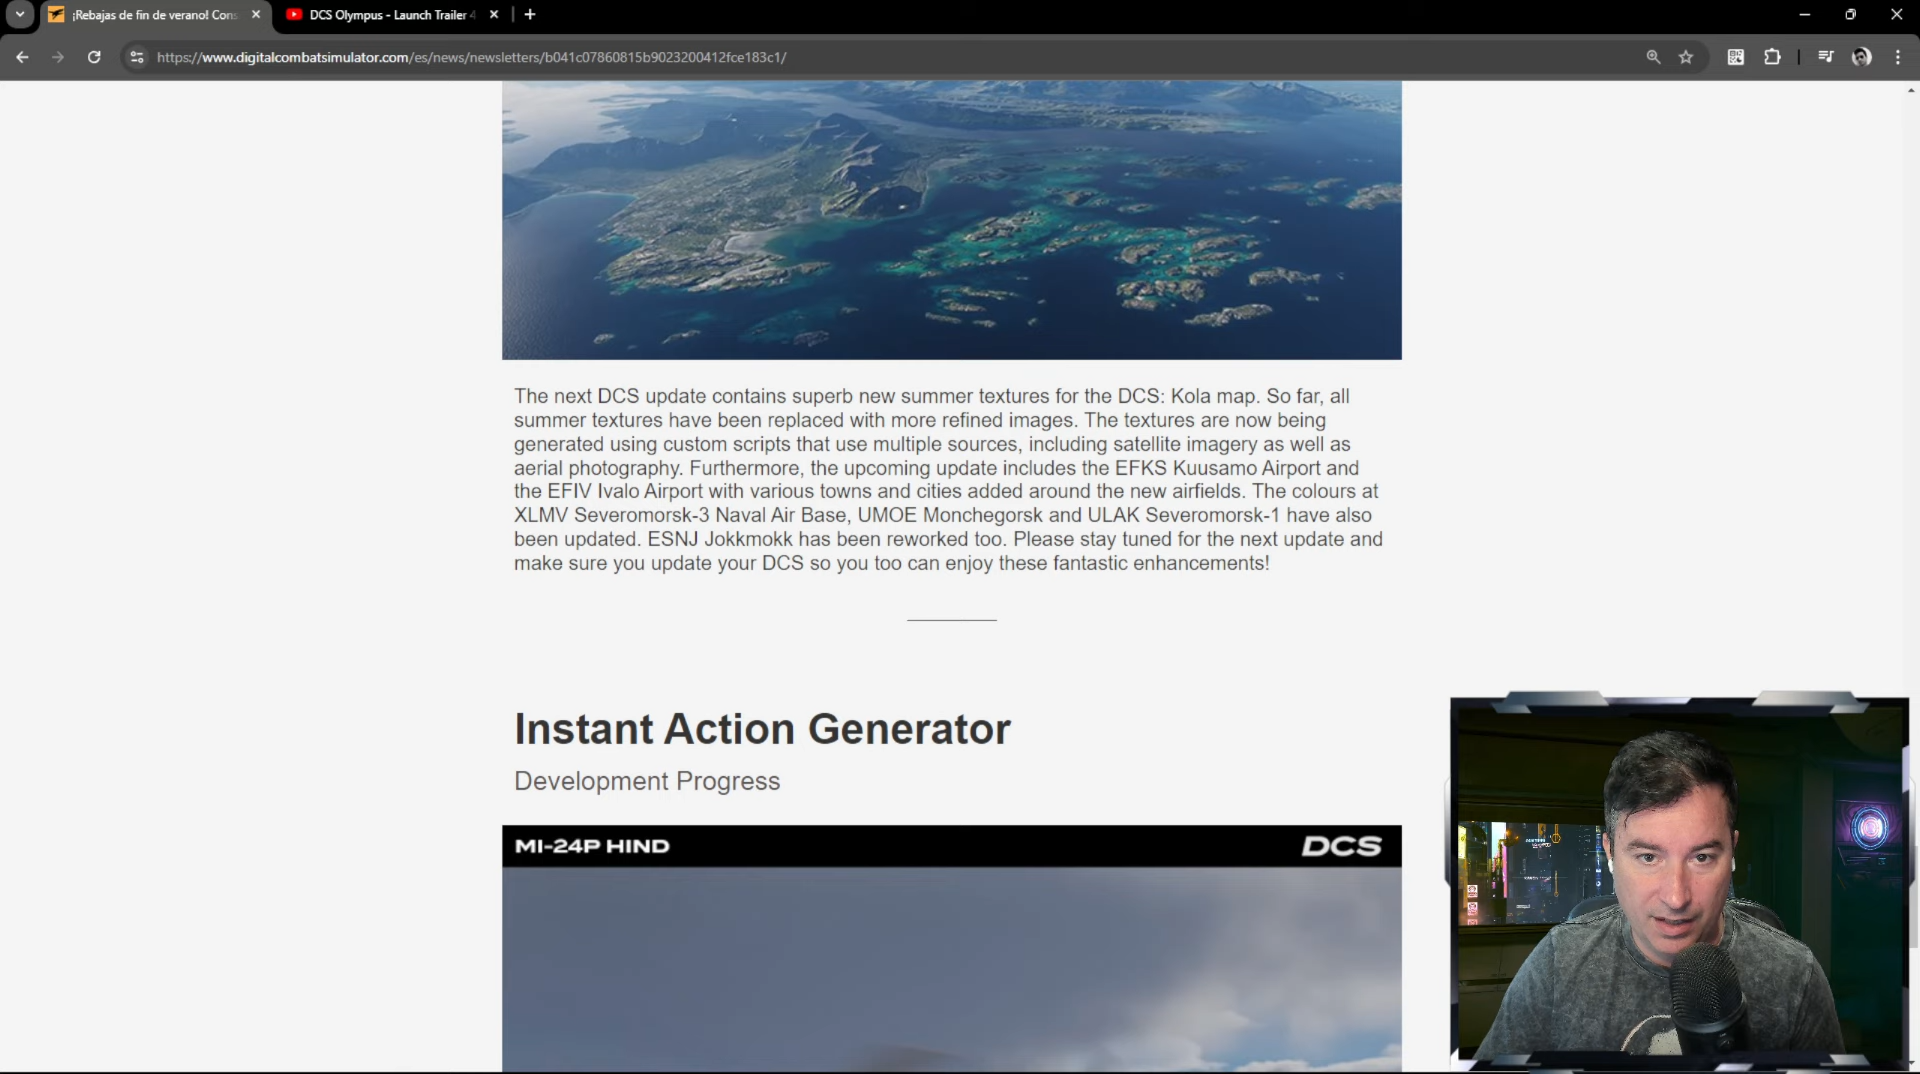 ¡Rebajas de fin de verano! Cons
DCS Olympus - Launch Trailer 4
https://www.digitalcombatsimulator.com/es/news/newsletters/b041c07860815b9023200412fce183c1/
The next DCS update contains superb new summer textures for the DCS: Kola map. So far, all
summer textures have been replaced with more refined images. The textures are now being
generated using custom scripts that use multiple sources, including satellite imagery as well as
aerial photography. Furthermore, the upcoming update includes the EFKS Kuusamo Airport and
the EFIV Ivalo Airport with various towns and cities added around the new airfields. The colours at
XLMV Severomorsk-3 Naval Air Base, UMOE Monchegorsk and ULAK Severomorsk-1 have also
been updated. ESNJ Jokkmokk has been reworked too. Please stay tuned for the next update and
make sure you update your DCS so you too can enjoy these fantastic enhancements!
Instant Action Generator
Development Progress
MI-24P HIND
DCS